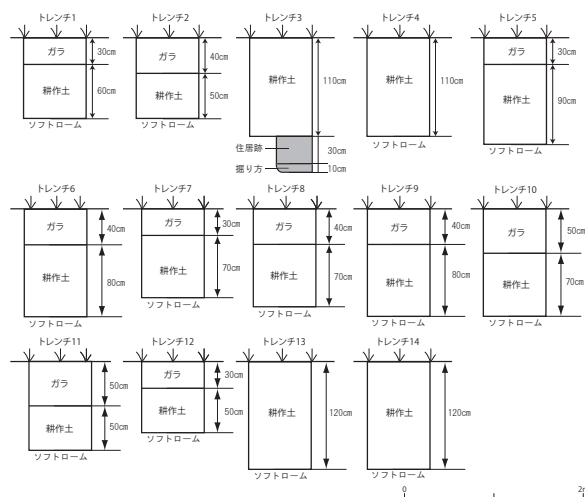 トレンチ1
ガラ
30cm
耕作土
60cm
ソフトローム
トレンチ2
ガラ
40cm
耕作土
50cm
ソフトローム
トレンチ3
耕作土
110cm
住居跡
30cm
掘り方
10cm
トレンチ4
耕作土
110cm
ソフトローム
トレンチ5
ガラ
30cm
耕作土
90cm
ソフトローム
トレンチ6
ガラ
40cm
耕作土
80cm
ソフトローム
トレンチ7
ガラ
30cm
耕作土
70cm
ソフトローム
トレンチ8
ガラ
40cm
耕作土
70cm
ソフトローム
トレンチ9
ガラ
40cm
耕作土
80cm
ソフトローム
トレンチ10
ガラ
50cm
耕作土
70cm
ソフトローム
トレンチ11
ガラ
50cm
耕作土
50cm
ソフトローム
トレンチ12
ガラ
30cm
耕作土
50cm
ソフトローム
トレンチ13
耕作土
120cm
ソフトローム
トレンチ14
耕作土
120cm
ソフトローム
0
2m